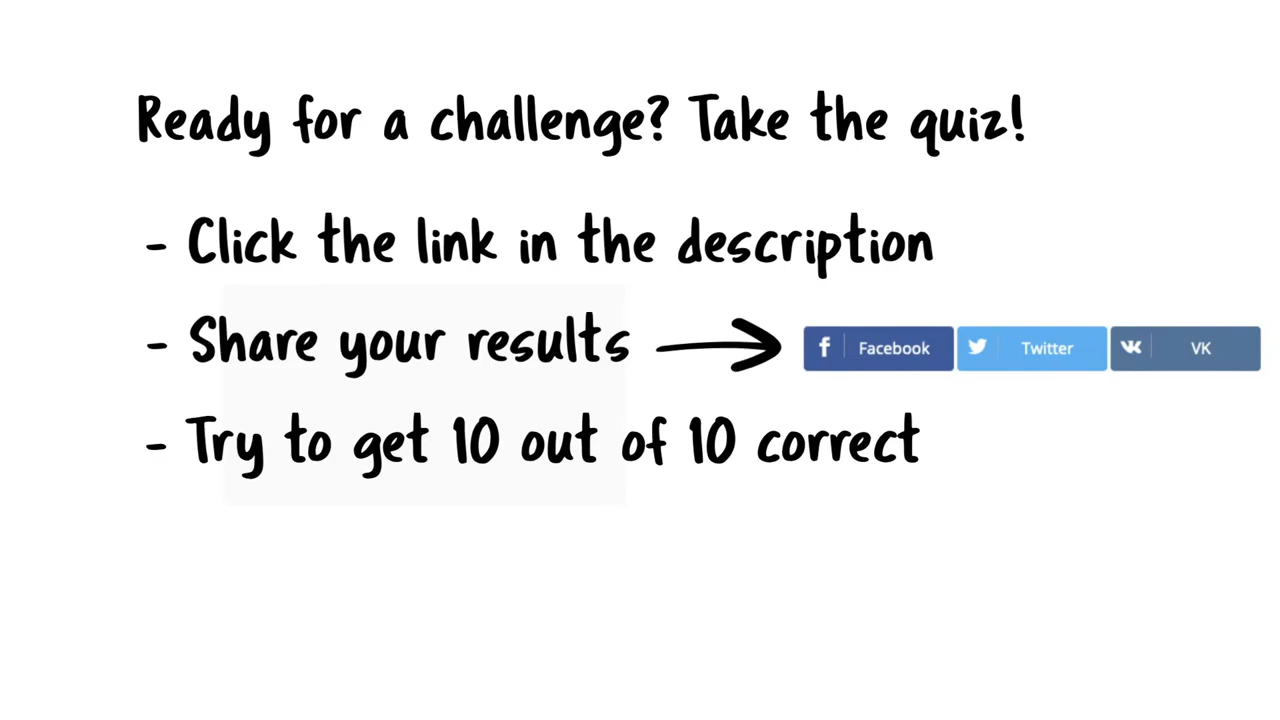 Ready for a challenge? Take the quiz!
- Click the link in the description
- Share your results Facebook Twitter VK
- Try to get 10 out of 10 correct